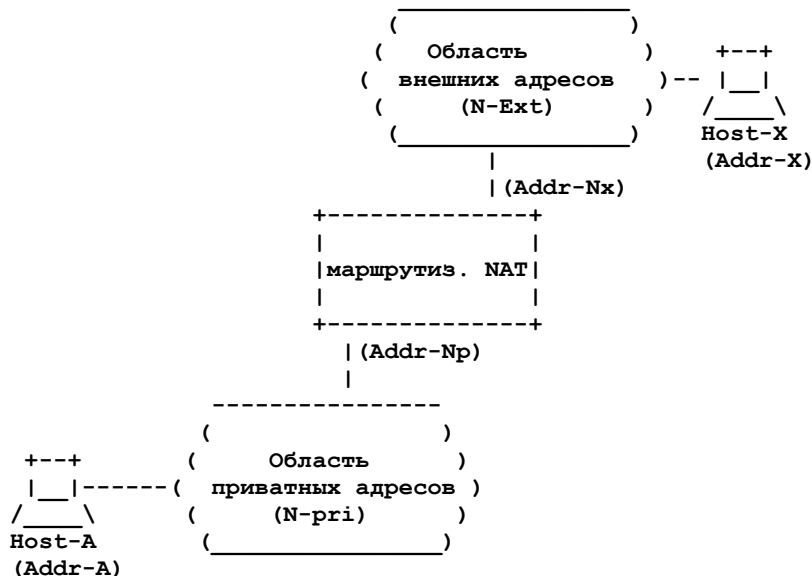 Область
внешних адресов
(N-Ext)
Host-X
(Addr-X)
(Addr-Nx)
маршрутиз. NAT
(Addr-Np)
Область
приватных адресов
(N-pri)
Host-A
(Addr-A)